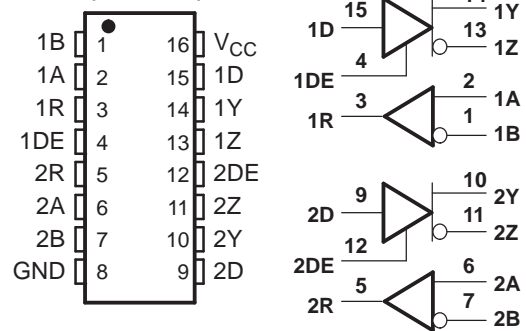 1B 1 16 VCC
1A 2 15 1D
1R 3 14 1Y
1DE 4 13 1Z
2R 5 12 2DE
2A 6 11 2Z
2B 7 10 2Y
GND 8 9 2D
15
1D
1Y
13
1Z
4
1DE
3
1R
2
1A
1
1B
9
2D
10
2Y
11
2Z
12
2DE
5
2R
6
2A
7
2B